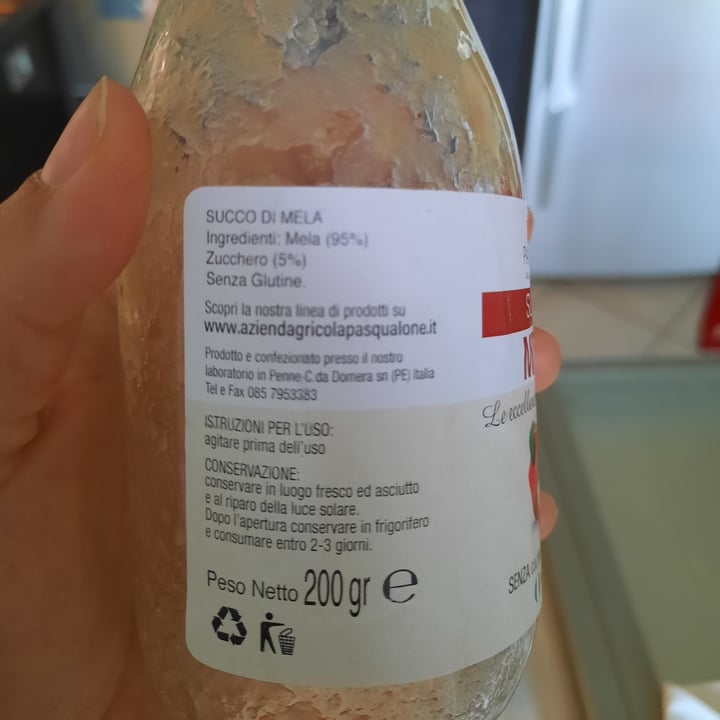 SUCCO DI MELA
Ingredienti: Mela (95%)
Zucchero (5%)
Senza Glutine.
Scopri la nostra linea di prodotti su
www.aziendagricolapasqualone.it
Prodotto e confezionato presso il nostro
laboratorio in Penne C.da Domera sn (PE) Italia
Tel e Fax 085 7953383
ISTRUZIONI PER L'USO:
agitare prima dell'uso
CONSERVAZIONE:
conservare in luogo fresco ed asciutto
e al riparo della luce solare.
Dopo l'apertura conservare in frigorifero
e consumare entro 2-3 giorni.
Peso Netto 200 gr e
Le
SENZA